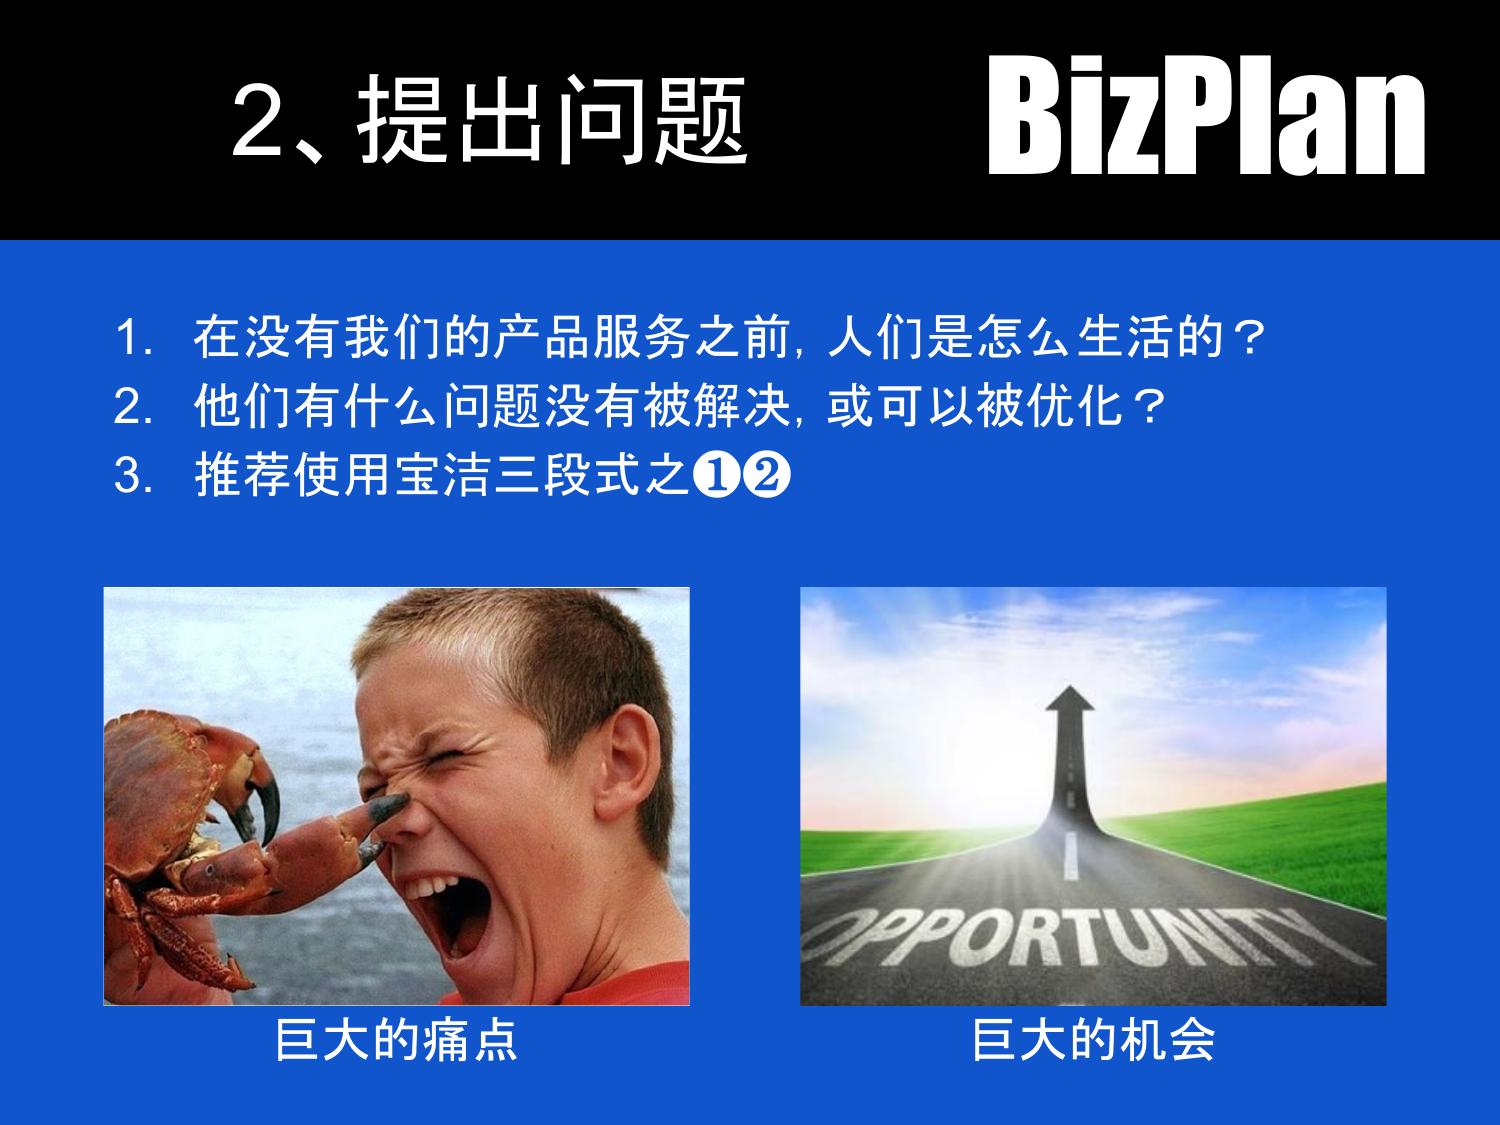 2、提出问题
BizPlan
1. 在没有我们的产品服务之前，人们是怎么生活的？
2. 他们有什么问题没有被解决，或可以被优化？
3. 推荐使用宝洁三段式之❶❷
OPPORTUNITY
巨大的痛点
巨大的机会